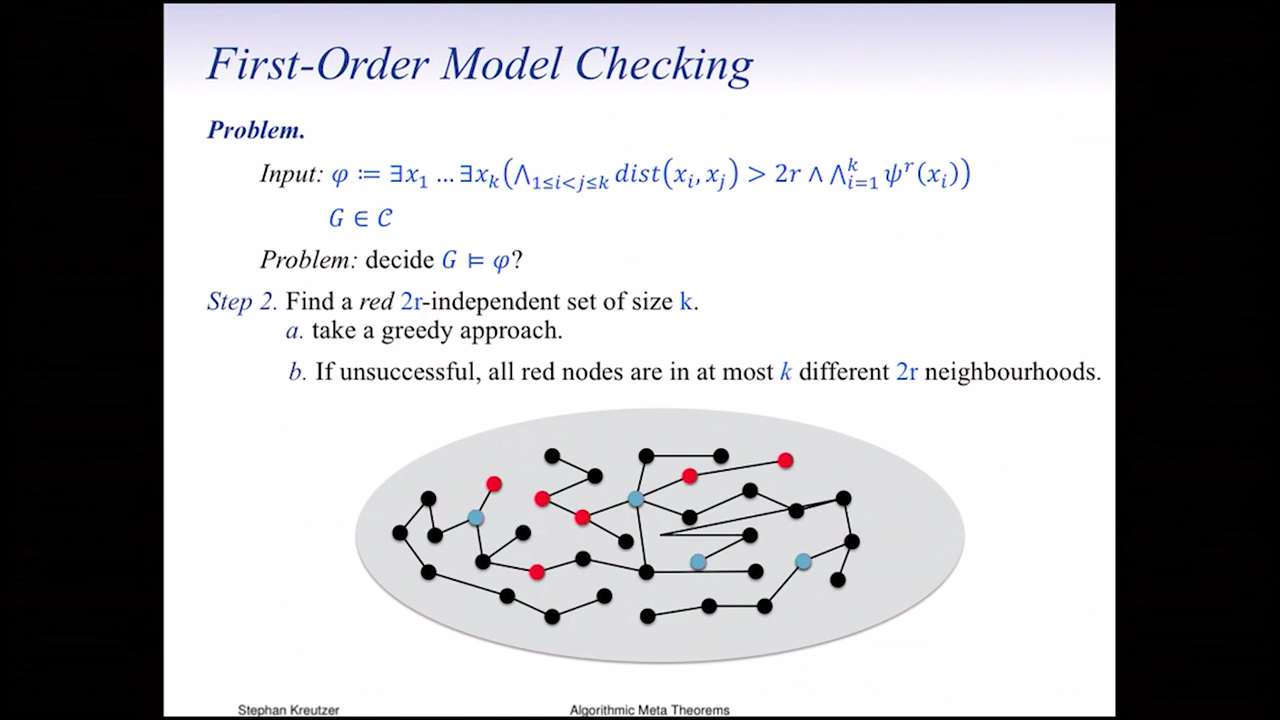 First-Order Model Checking
Problem.
Input: φ ≔ ∃x₁ … ∃xₖ(⋀₁≤ᵢ<ⱼ≤ₖ dist(xᵢ, xⱼ) > 2r ∧ ⋀ᵢ₌₁ᵏ ψʳ(xᵢ))
G ∈ 𝒞
Problem: decide G ⊨ φ?
Step 2. Find a red 2r-independent set of size k.
a. take a greedy approach.
b. If unsuccessful, all red nodes are in at most k different 2r neighbourhoods.
Stephan Kreutzer
Algorithmic Meta Theorems